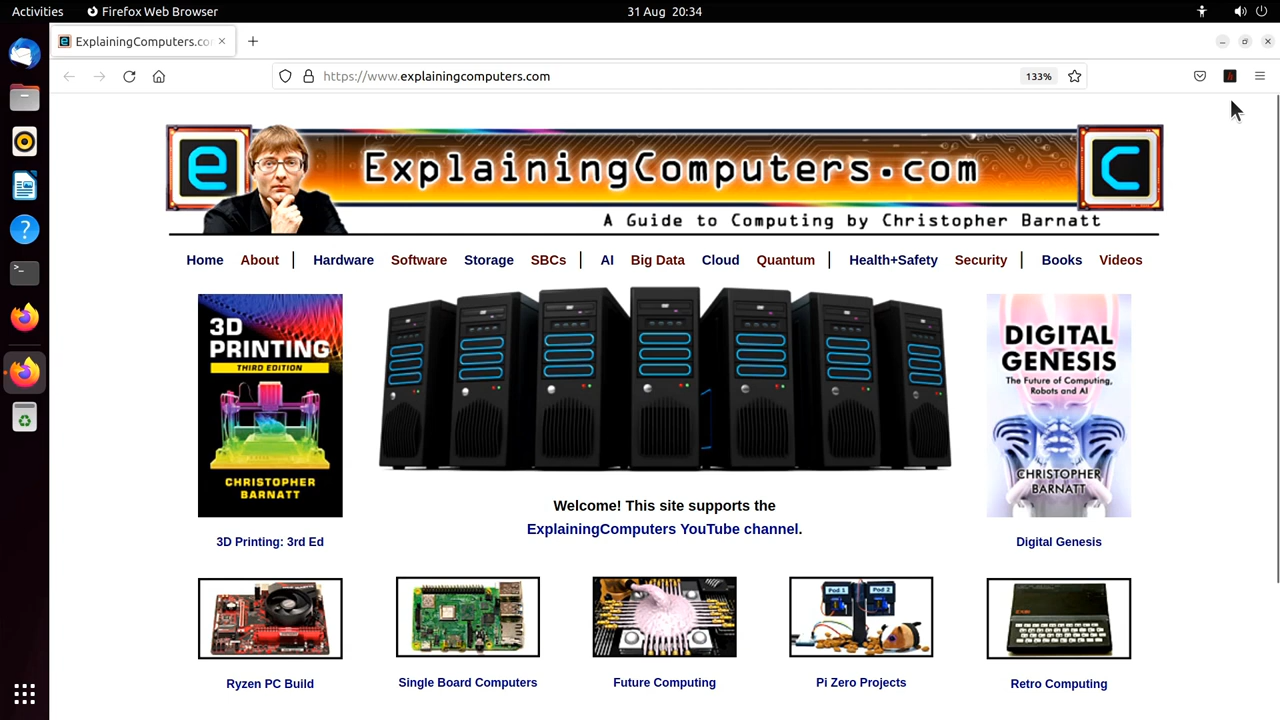 Activities Firefox Web Browser 31 Aug 20:34
ExplainingComputers.co
https://www.explainingcomputers.com 133%
e ExplainingComputers.com C
A Guide to Computing by Christopher Barnatt
Home About Hardware Software Storage SBCs AI Big Data Cloud Quantum Health+Safety Security Books Videos
3D
PRINTING
THIRD EDITION
CHRISTOPHER
BARNATT
3D Printing: 3rd Ed
DIGITAL
GENESIS
The Future of Computing,
Robots and AI
CHRISTOPHER
BARNATT
Digital Genesis
Welcome! This site supports the
ExplainingComputers YouTube channel.
Pod 1 Pod 2
Ryzen PC Build Single Board Computers Future Computing Pi Zero Projects Retro Computing